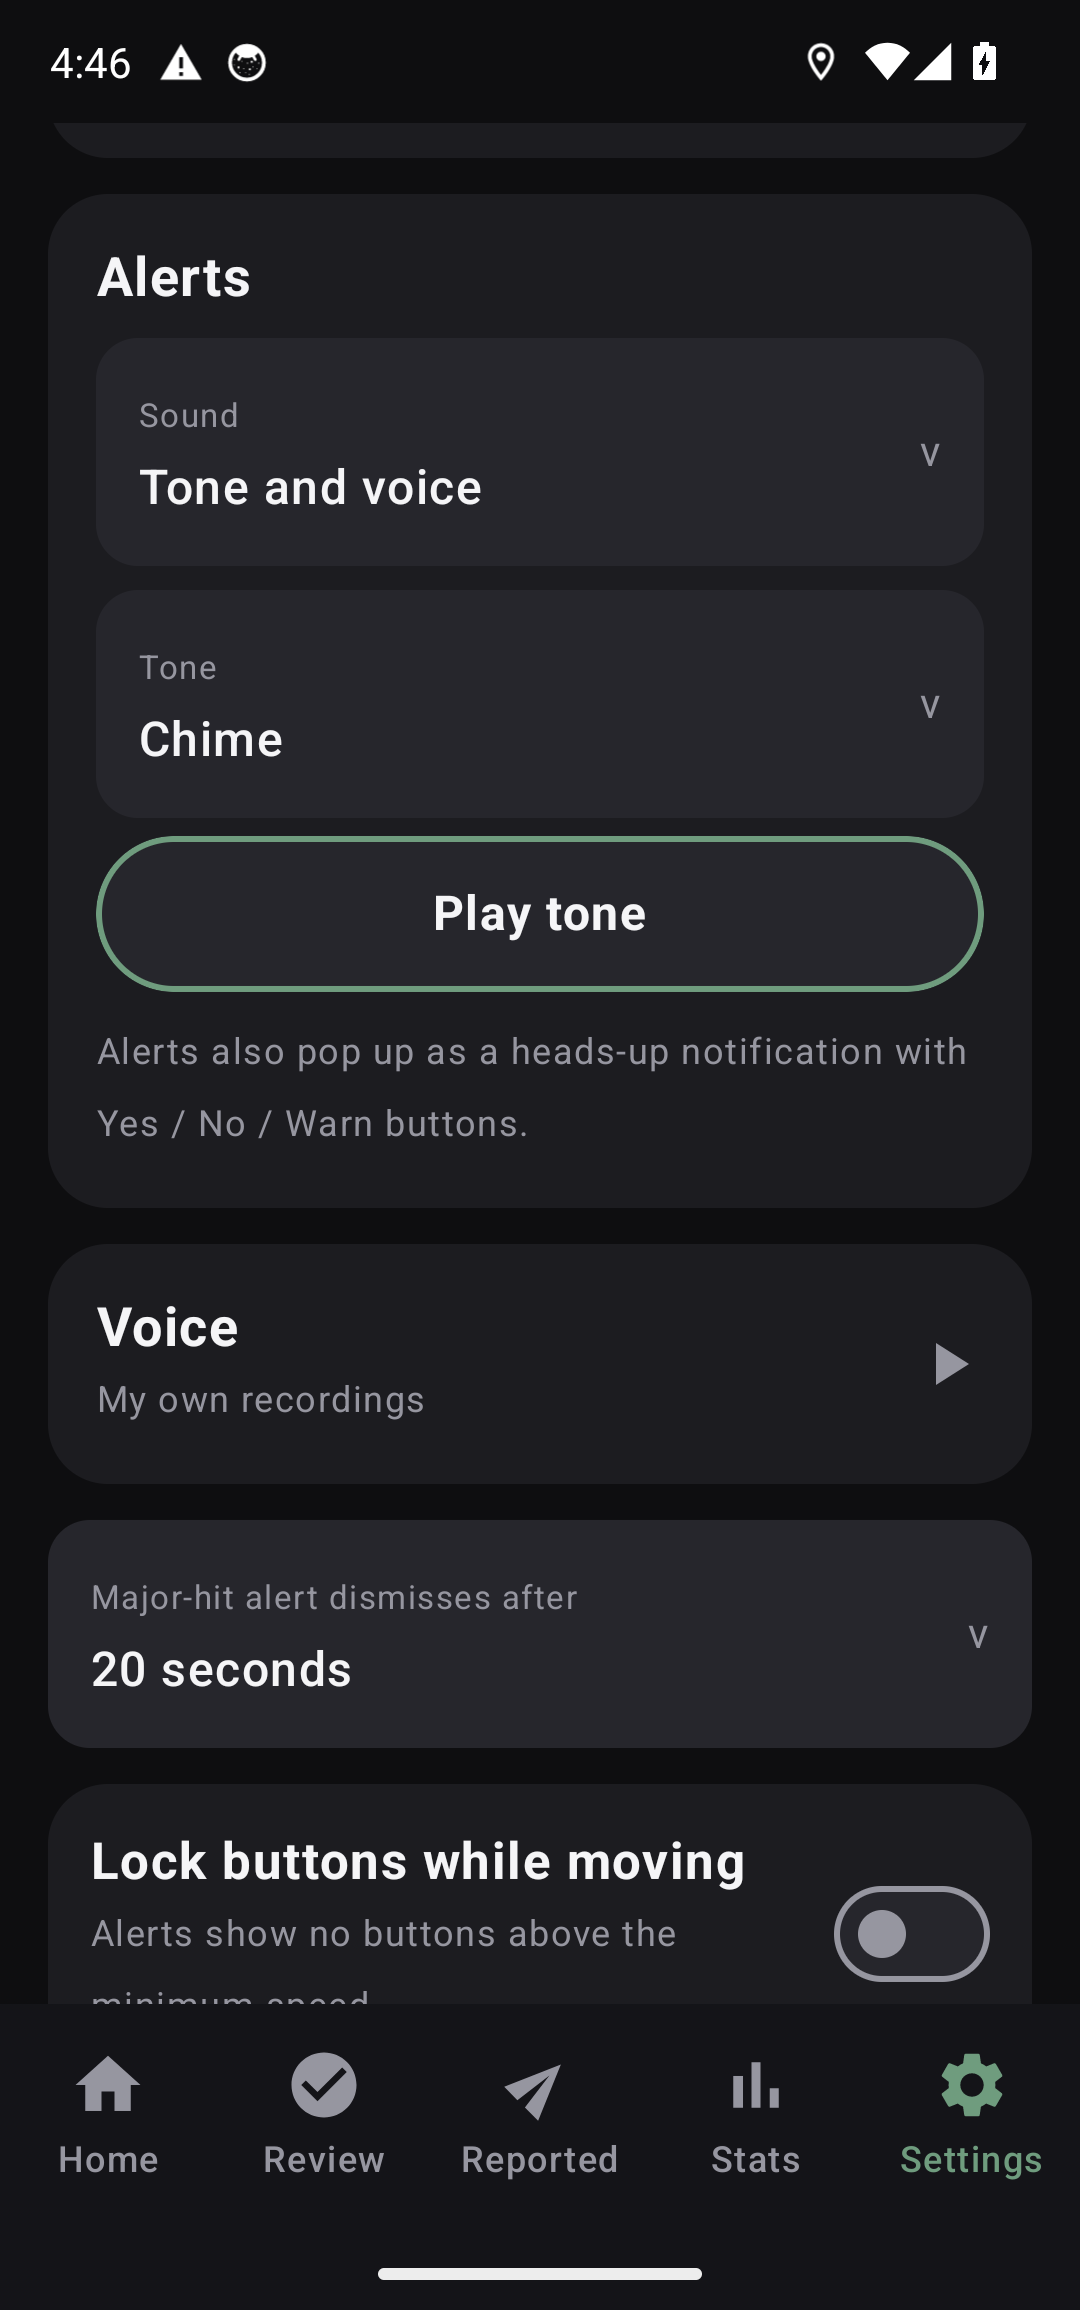 4:46
Alerts
Sound
Tone and voice
v
Tone
Chime
v
Play tone
Alerts also pop up as a heads-up notification with
Yes / No / Warn buttons.
Voice
My own recordings
Major-hit alert dismisses after
20 seconds
v
Lock buttons while moving
Alerts show no buttons above the
minimum speed
Home
Review
Reported
Stats
Settings